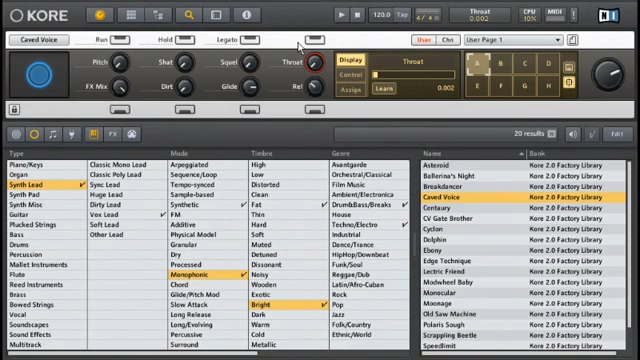 KORE 120.0 Tap 4 / 4 Throat 0.002 CPU 10% MIDI
Caved Voice Run Hold Legato User Chn User Page 1
Pitch Shat Squel Throat Display Throat A B C D
Control
FX Mix Dirt Glide Rel Assign Learn 0.002 E F G H
FX 20 results EDIT
Type Mode Timbre Genre Name Bank
Piano/Keys Classic Mono Lead Arpeggiated High Avantgarde Asteroid Kore 2.0 Factory Library
Organ Classic Poly Lead Sequence/Loop Low Orchestral/Classical Ballerina's Night Kore 2.0 Factory Library
Synth Lead Sync Lead Tempo-synced Distorted Film Music Breakdancer Kore 2.0 Factory Library
Synth Pad Huge Lead Sample-based Clean Ambient/Electronica Caved Voice Kore 2.0 Factory Library
Synth Misc Dirty Lead Synthetic Fat Drum&Bass/Breaks Centaury Kore 2.0 Factory Library
Guitar Vox Lead FM Thin House CV Gate Brother Kore 2.0 Factory Library
Plucked Strings Soft Lead Additive Hard Techno/Electro Cyclon Kore 2.0 Factory Library
Bass Other Lead Physical Model Soft Industrial Dolphin Kore 2.0 Factory Library
Drums Granular Muted Dance/Trance Ebony Kore 2.0 Factory Library
Percussion Dry Detuned HipHop/Downbeat Edge Technique Kore 2.0 Factory Library
Mallet Instruments Processed Dissonant Funk/Soul Lectric Friend Kore 2.0 Factory Library
Flute Monophonic Noisy Reggae/Dub Modwheel Baby Kore 2.0 Factory Library
Reed Instruments Chord Wooden Latin/Afro-Cuban Monocular Kore 2.0 Factory Library
Brass Glide/Pitch Mod Exotic Rock Moonage Kore 2.0 Factory Library
Bowed Strings Slow Attack Bright Pop Old Saw Machine Kore 2.0 Factory Library
Vocal Long Release Dark Jazz Polaris Sough Kore 2.0 Factory Library
Soundscapes Long/Evolving Warm Folk/Country Scrambling Beetle Kore 2.0 Factory Library
Sound Effects Percussive Cold Ethnic/World Speedlimit Kore 2.0 Factory Library
Multitrack Surround Metallic